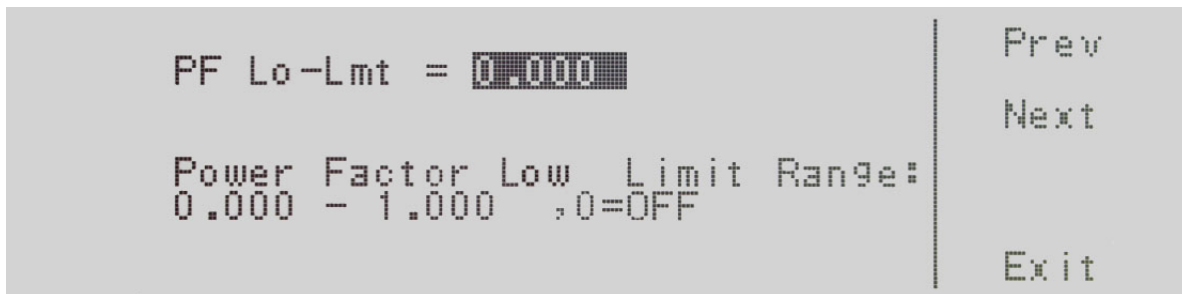 PF Lo-Lmt = 0.000
Power Factor Low Limit Range:
0.000 - 1.000 ,0=OFF
Prev
Next
Exit